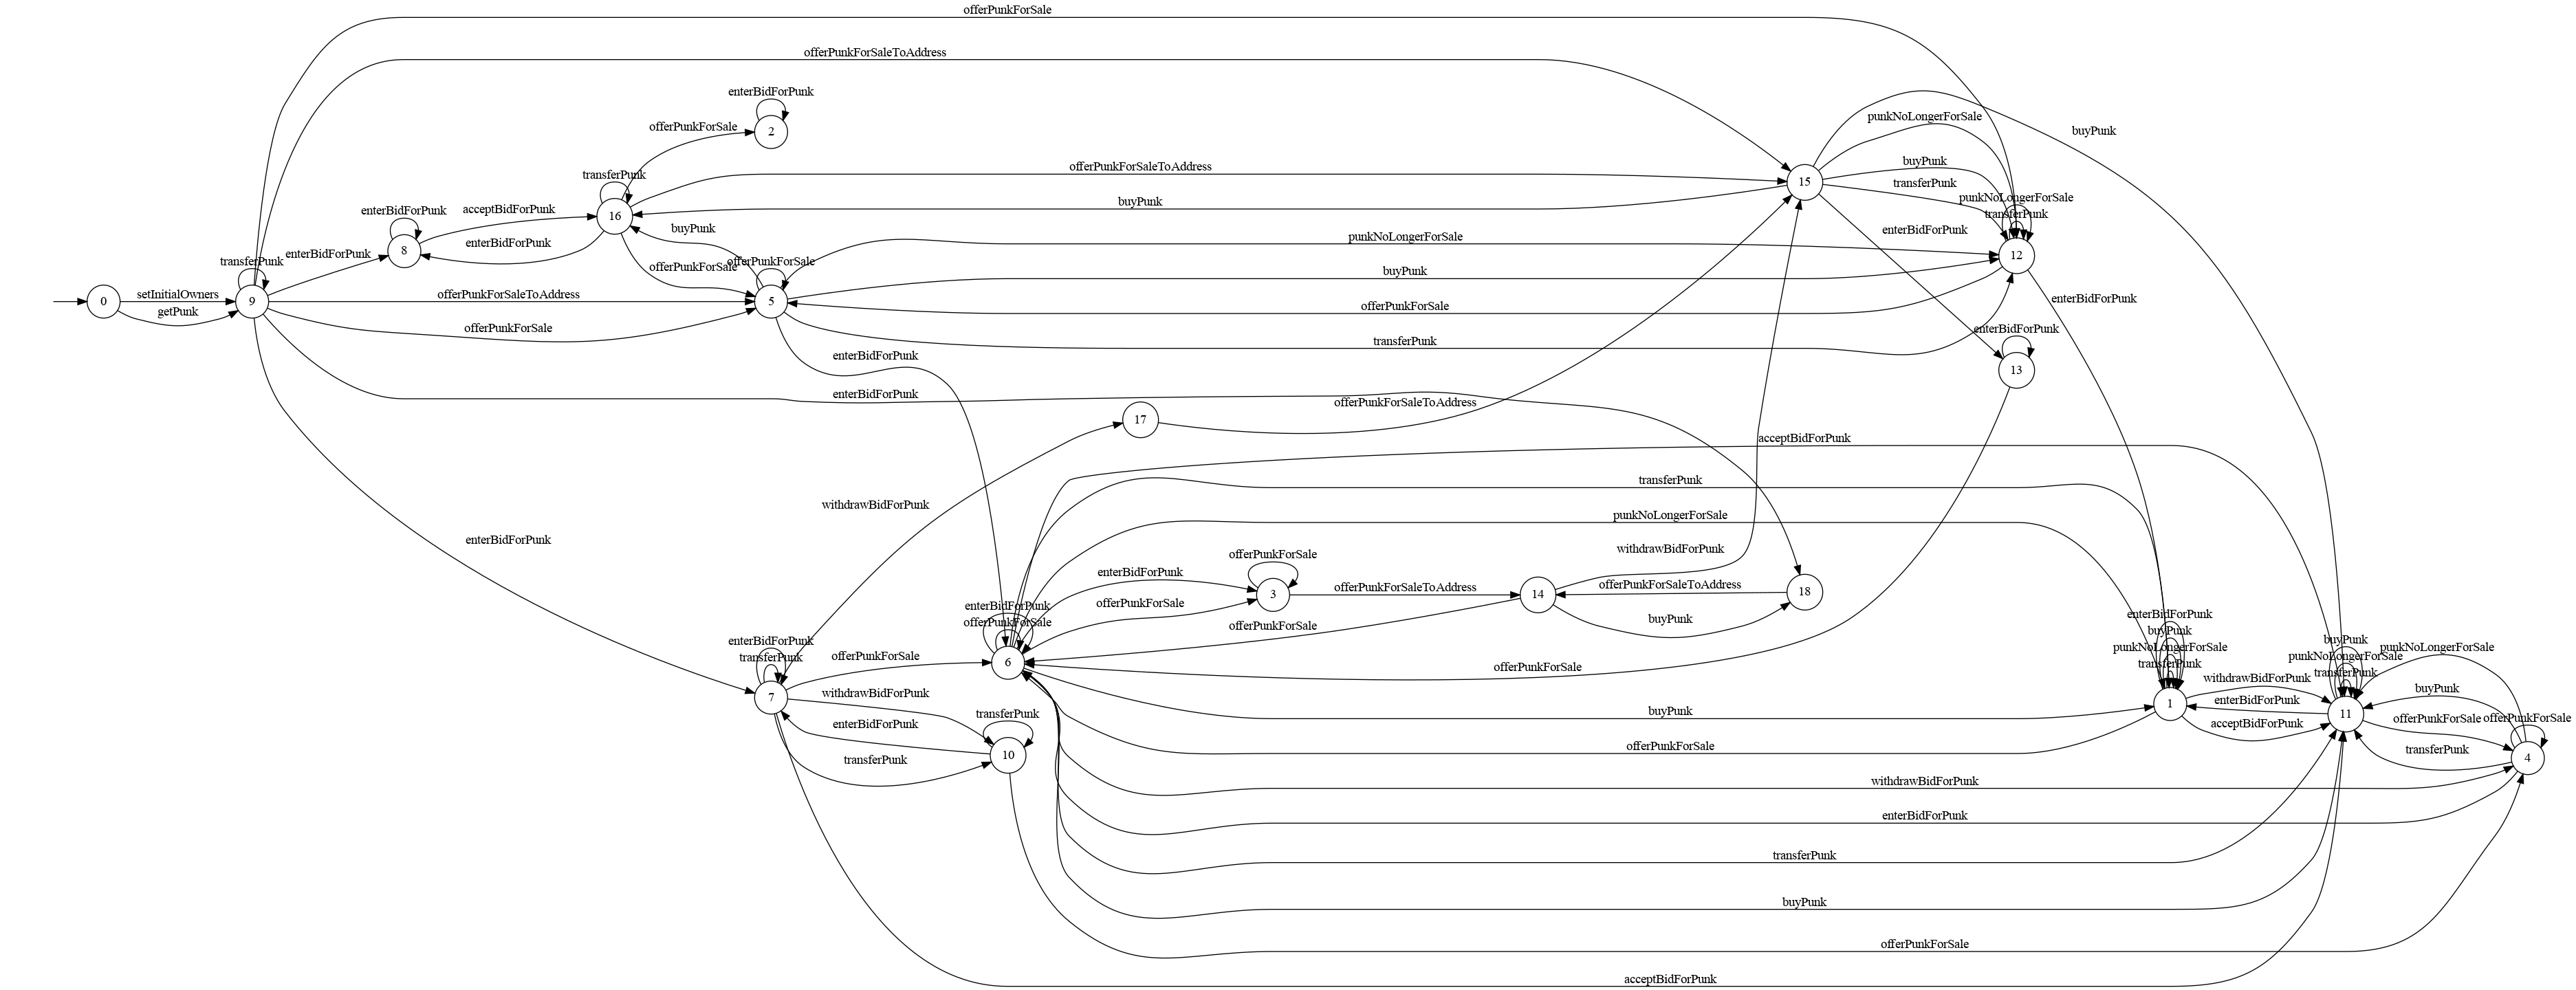 offerPunkForSale
offerPunkForSaleToAddress
enterBidForPunk
2
offerPunkForSale
buyPunk
punkNoLongerForSale
buyPunk
offerPunkForSaleToAddress
15
transferPunk
transferPunk
punkNoLongerForSale
buyPunk
enterBidForPunk
acceptBidForPunk
16
transferPunk
enterBidForPunk
buyPunk
punkNoLongerForSale
enterBidForPunk
8
enterBidForPunk
12
transferPunk
offerPunkForSale
offerPunkForSale
buyPunk
setInitialOwners
offerPunkForSaleToAddress
enterBidForPunk
0
9
5
getPunk
offerPunkForSale
offerPunkForSale
enterBidForPunk
transferPunk
enterBidForPunk
13
enterBidForPunk
offerPunkForSaleToAddress
17
acceptBidForPunk
transferPunk
withdrawBidForPunk
punkNoLongerForSale
enterBidForPunk
withdrawBidForPunk
offerPunkForSale
enterBidForPunk
offerPunkForSaleToAddress
offerPunkForSaleToAddress
3
14
18
offerPunkForSale
enterBidForPunk
offerPunkForSale
offerPunkForSale
buyPunk
enterBidForPunk
buyPunk
punkNoLongerForSale
transferPunk
enterBidForPunk
transferPunk
offerPunkForSale
6
offerPunkForSale
buyPunk
punkNoLongerForSale
transferPunk
punkNoLongerForSale
withdrawBidForPunk
7
withdrawBidForPunk
enterBidForPunk
buyPunk
buyPunk
1
11
enterBidForPunk
transferPunk
acceptBidForPunk
offerPunkForSale
offerPunkForSale
10
offerPunkForSale
transferPunk
transferPunk
4
withdrawBidForPunk
enterBidForPunk
transferPunk
buyPunk
offerPunkForSale
acceptBidForPunk